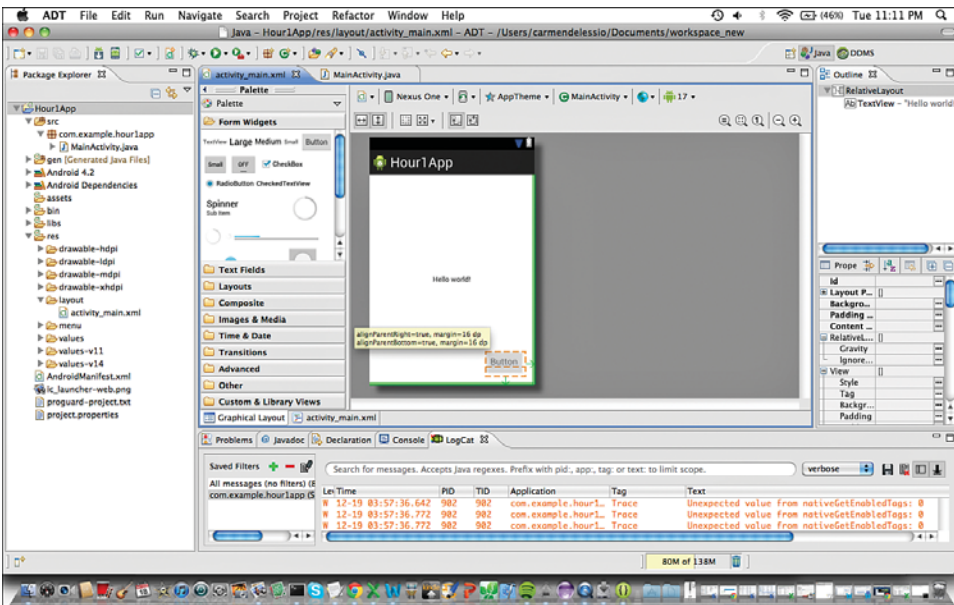 ADT File Edit Run Navigate Search Project Refactor Window Help (46%) Tue 11:11 PM
Java - Hour1App/res/layout/activity_main.xml - ADT - /Users/carmendelessio/Documents/workspace_new
Java DDMS
Package Explorer
Hour1App
src
com.example.hour1app
MainActivity.java
gen [Generated Java Files]
Android 4.2
Android Dependencies
assets
bin
libs
res
drawable-hdpi
drawable-ldpi
drawable-mdpi
drawable-xhdpi
layout
activity_main.xml
menu
values
values-v11
values-v14
AndroidManifest.xml
ic_launcher-web.png
proguard-project.txt
project.properties
activity_main.xml MainActivity.java
Palette
Palette
Form Widgets
TextView Large Medium Small Button
Small OFF CheckBox
RadioButton CheckedTextView
Spinner
Sub Item
Text Fields
Layouts
Composite
Images & Media
Time & Date
Transitions
Advanced
Other
Custom & Library Views
Graphical Layout activity_main.xml
Nexus One AppTheme MainActivity 17
Hour1App
Hello world!
alignParentRight=true, margin=16 dp
alignParentBottom=true, margin=16 dp
Button
Outline
RelativeLayout
Ab TextView - "Hello world
Prope
Id
Layout P... []
Backgro...
Padding ...
Content ...
RelativeL... []
Gravity
Ignore...
View []
Style
Tag
Backgr...
Padding
Problems Javadoc Declaration Console LogCat
Saved Filters
All messages (no filters) (E
com.example.hour1app (S
Search for messages. Accepts Java regexes. Prefix with pid:, app:, tag: or text: to limit scope.
verbose
Lev Time PID TID Application Tag Text
W 12-19 03:57:36.642 902 902 com.example.hour1… Trace Unexpected value from nativeGetEnabledTags: 0
W 12-19 03:57:36.772 902 902 com.example.hour1… Trace Unexpected value from nativeGetEnabledTags: 0
W 12-19 03:57:36.772 902 902 com.example.hour1… Trace Unexpected value from nativeGetEnabledTags: 0
80M of 138M